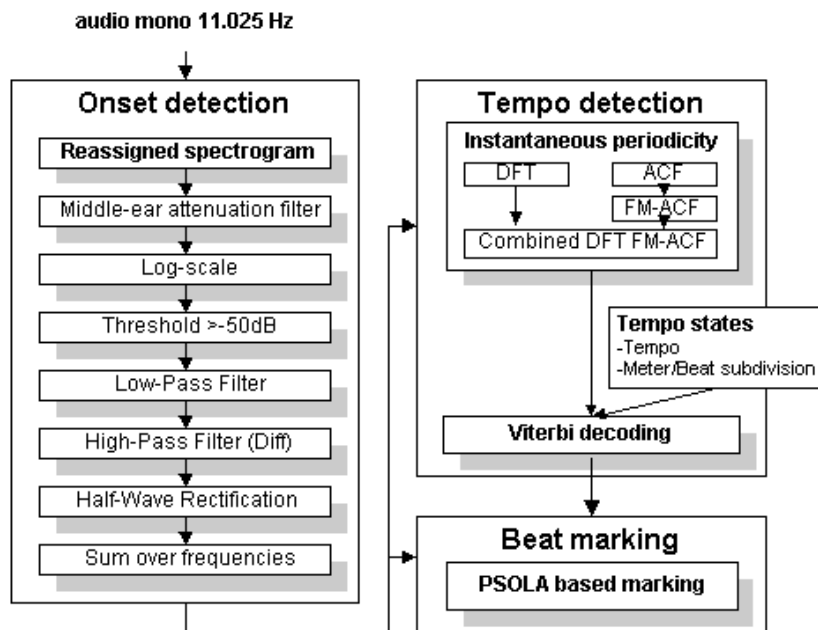 audio mono 11.025 Hz
Onset detection
Reassigned spectrogram
Middle-ear attenuation filter
Log-scale
Threshold >-50dB
Low-Pass Filter
High-Pass Filter (Diff)
Half-Wave Rectification
Sum over frequencies
Tempo detection
Instantaneous periodicity
DFT
ACF
FM-ACF
Combined DFT FM-ACF
Tempo states
-Tempo
-Meter/Beat subdivision
Viterbi decoding
Beat marking
PSOLA based marking